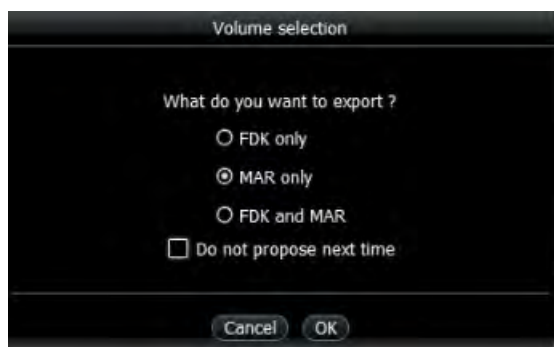 Volume selection
What do you want to export ?
FDK only
MAR only
FDK and MAR
Do not propose next time
Cancel OK